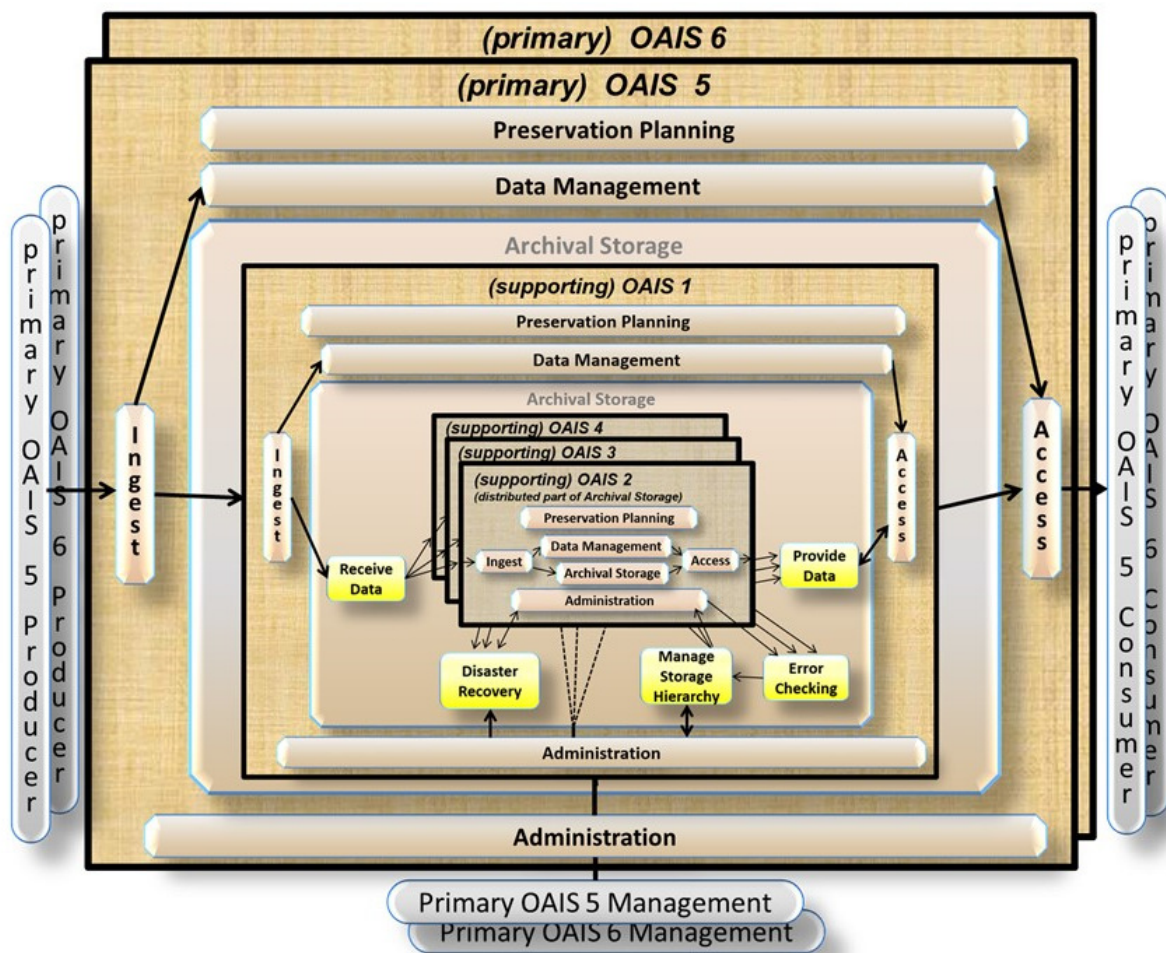 (primary) OAIS 6
(primary) OAIS 5
Preservation Planning
Data Management
Archival Storage
(supporting) OAIS 1
Preservation Planning
Data Management
Archival Storage
(supporting) OAIS 4
(supporting) OAIS 3
(supporting) OAIS 2
(distributed part of Archival Storage)
Preservation Planning
Data Management
Ingest
Access
Archival Storage
Administration
Receive
Data
Provide
Data
Disaster
Recovery
Manage
Storage
Hierarchy
Error
Checking
Ingest
Access
Administration
Ingest
Access
Administration
primary OAIS 5 Producer
primary OAIS 6 Producer
primary OAIS 5 Consumer
primary OAIS 6 Consumer
Primary OAIS 5 Management
Primary OAIS 6 Management